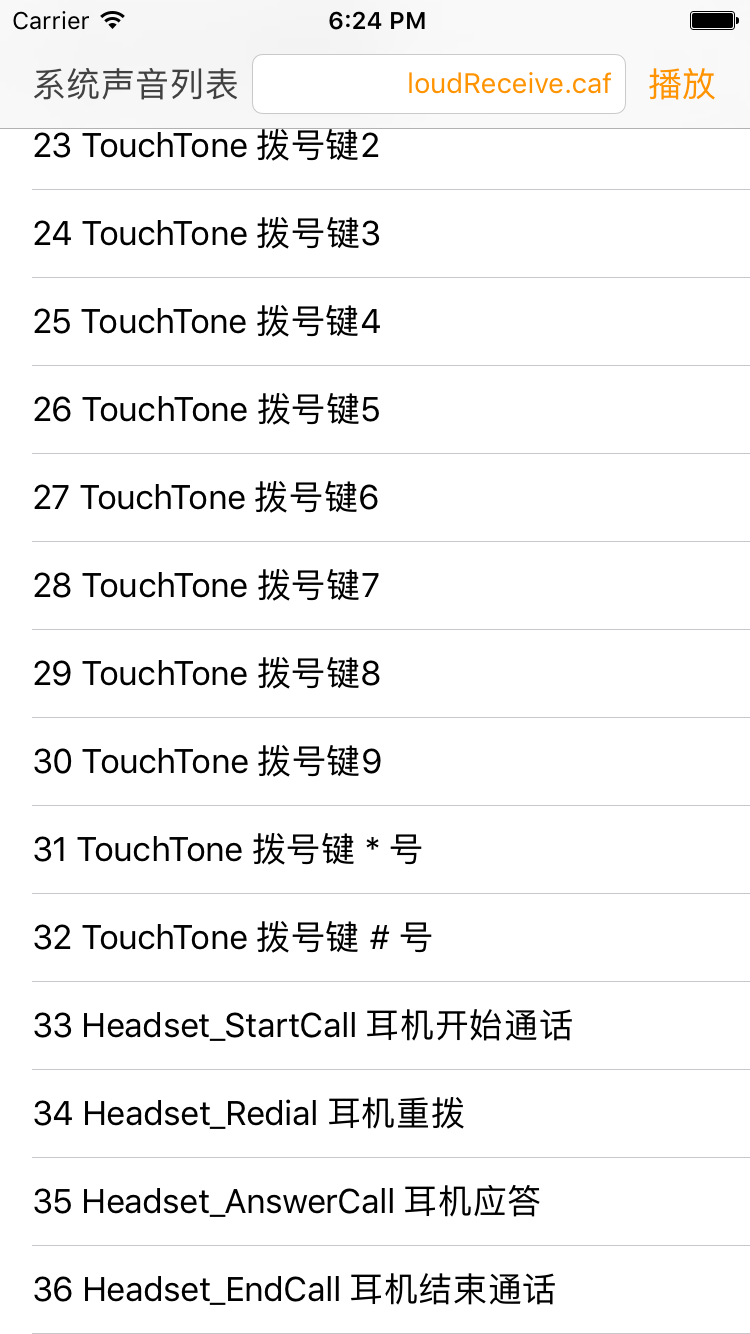 Carrier 6:24 PM
系统声音列表 loudReceive.caf 播放
23 TouchTone 拨号键2
24 TouchTone 拨号键3
25 TouchTone 拨号键4
26 TouchTone 拨号键5
27 TouchTone 拨号键6
28 TouchTone 拨号键7
29 TouchTone 拨号键8
30 TouchTone 拨号键9
31 TouchTone 拨号键 * 号
32 TouchTone 拨号键 # 号
33 Headset_StartCall 耳机开始通话
34 Headset_Redial 耳机重拨
35 Headset_AnswerCall 耳机应答
36 Headset_EndCall 耳机结束通话